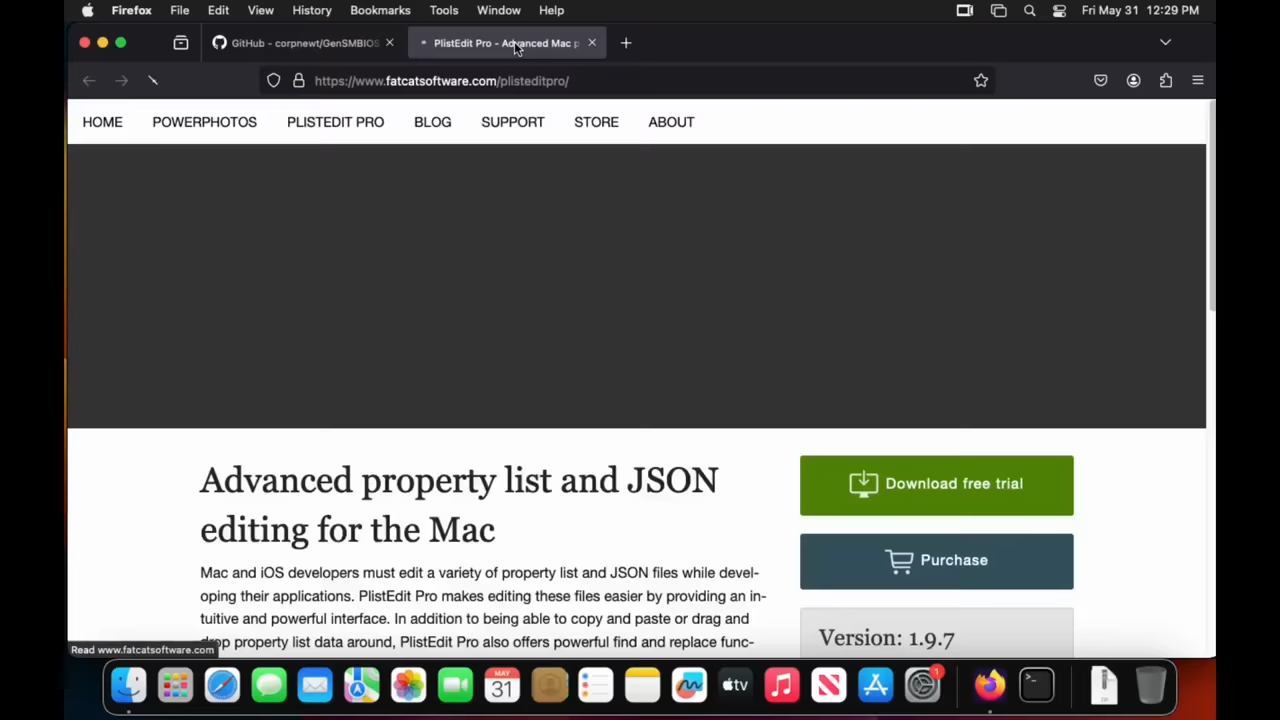 Firefox File Edit View History Bookmarks Tools Window Help Fri May 31 12:29 PM
GitHub - corpnewt/GenSMBIOS PlistEdit Pro - Advanced Mac p
https://www.fatcatsoftware.com/plisteditpro/
HOME POWERPHOTOS PLISTEDIT PRO BLOG SUPPORT STORE ABOUT
Advanced property list and JSON
editing for the Mac
Mac and iOS developers must edit a variety of property list and JSON files while devel-
oping their applications. PlistEdit Pro makes editing these files easier by providing an in-
tuitive and powerful interface. In addition to being able to copy and paste or drag and
drop property list data around, PlistEdit Pro also offers powerful find and replace func-
Download free trial
Purchase
Version: 1.9.7
Read www.fatcatsoftware.com
MAY
31
tv
1